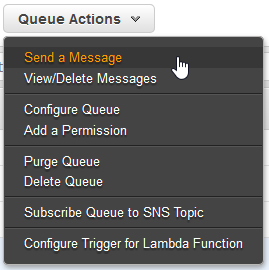 Queue Actions
Send a Message
View/Delete Messages
Configure Queue
Add a Permission
Purge Queue
Delete Queue
Subscribe Queue to SNS Topic
Configure Trigger for Lambda Function